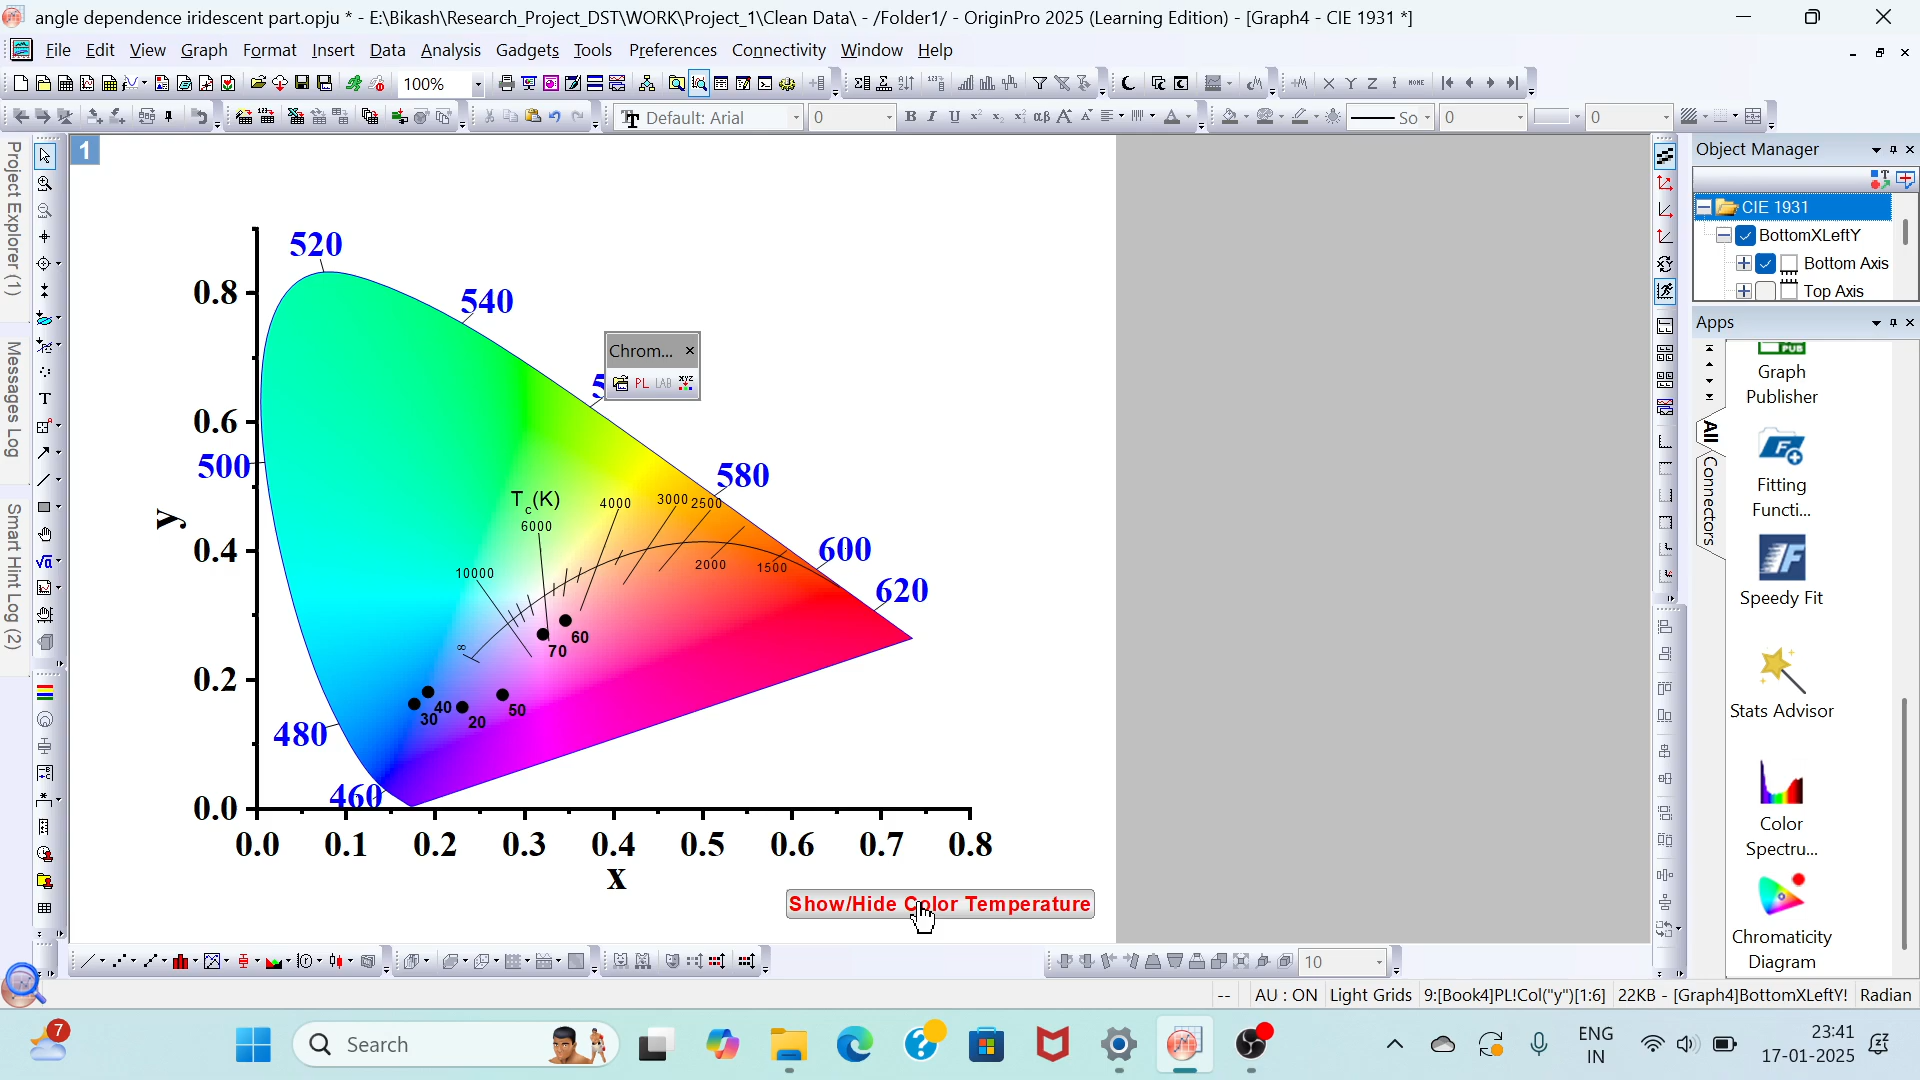 angle dependence iridescent part.opju * - E:\Bikash\Research_Project_DST\WORK\Project_1\Clean Data\ - /Folder1/ - OriginPro 2025 (Learning Edition) - [Graph4 - CIE 1931 *]
File Edit View Graph Format Insert Data Analysis Gadgets Tools Preferences Connectivity Window Help
100%
Default: Arial 0 B I U So 0 0
Project Explorer (1)
Messages Log
Smart Hint Log (2)
1
520
540
580
600
620
500
480
460
0.8
0.6
0.4
0.2
0.0
y
Chrom...
PL LAB XYZ
Tc(K)
6000
4000
3000
2500
10000
2000
1500
∞
60
70
50
40
30
20
0.0 0.1 0.2 0.3 0.4 0.5 0.6 0.7 0.8
x
Show/Hide Color Temperature
Object Manager
CIE 1931
BottomXLeftY
Bottom Axis
Top Axis
Apps
All
Connectors
PUB
Graph
Publisher
Fitting
Functi...
Speedy Fit
Stats Advisor
Color
Spectru...
Chromaticity
Diagram
10
-- AU : ON Light Grids 9:[Book4]PL!Col("y")[1:6] 22KB - [Graph4]BottomXLeftY! Radian
7
Search
ENG
IN
23:41
17-01-2025